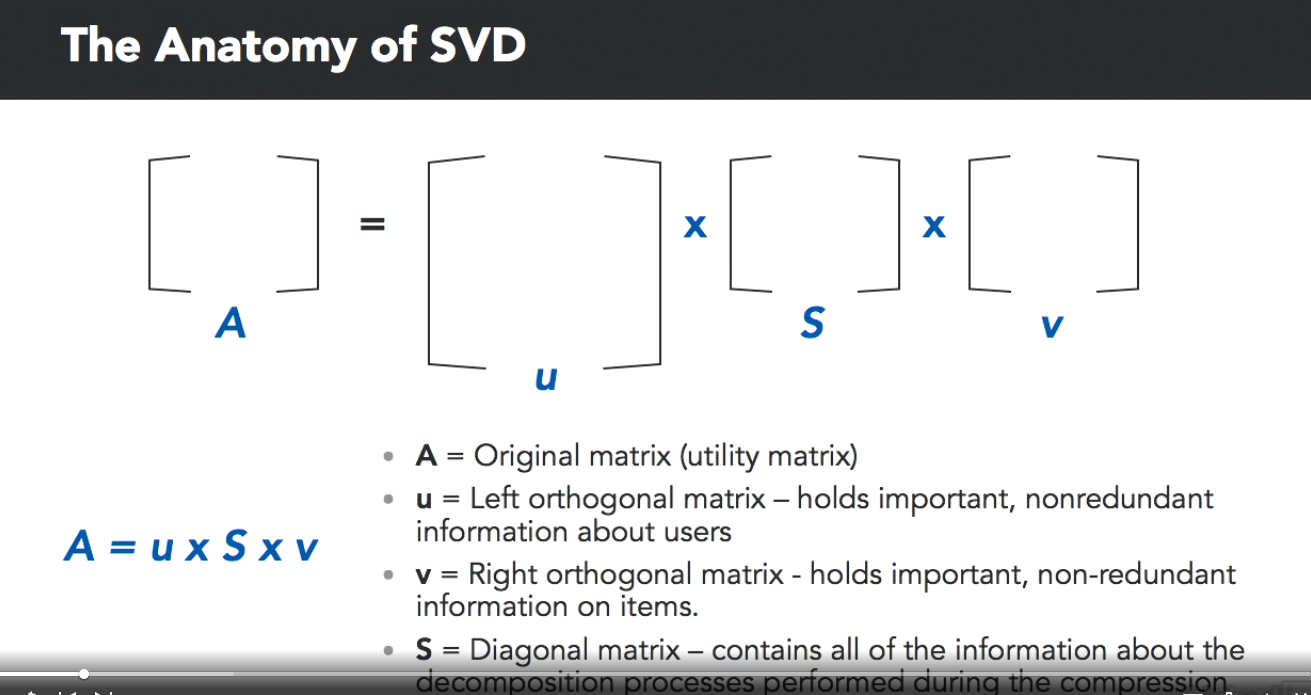 The Anatomy of SVD
=
x
x
A
S
v
u
• A = Original matrix (utility matrix)
• u = Left orthogonal matrix – holds important, nonredundant
information about users
A = u x S x v
• v = Right orthogonal matrix - holds important, non-redundant
information on items.
• S = Diagonal matrix – contains all of the information about the
decomposition processes performed during the compression